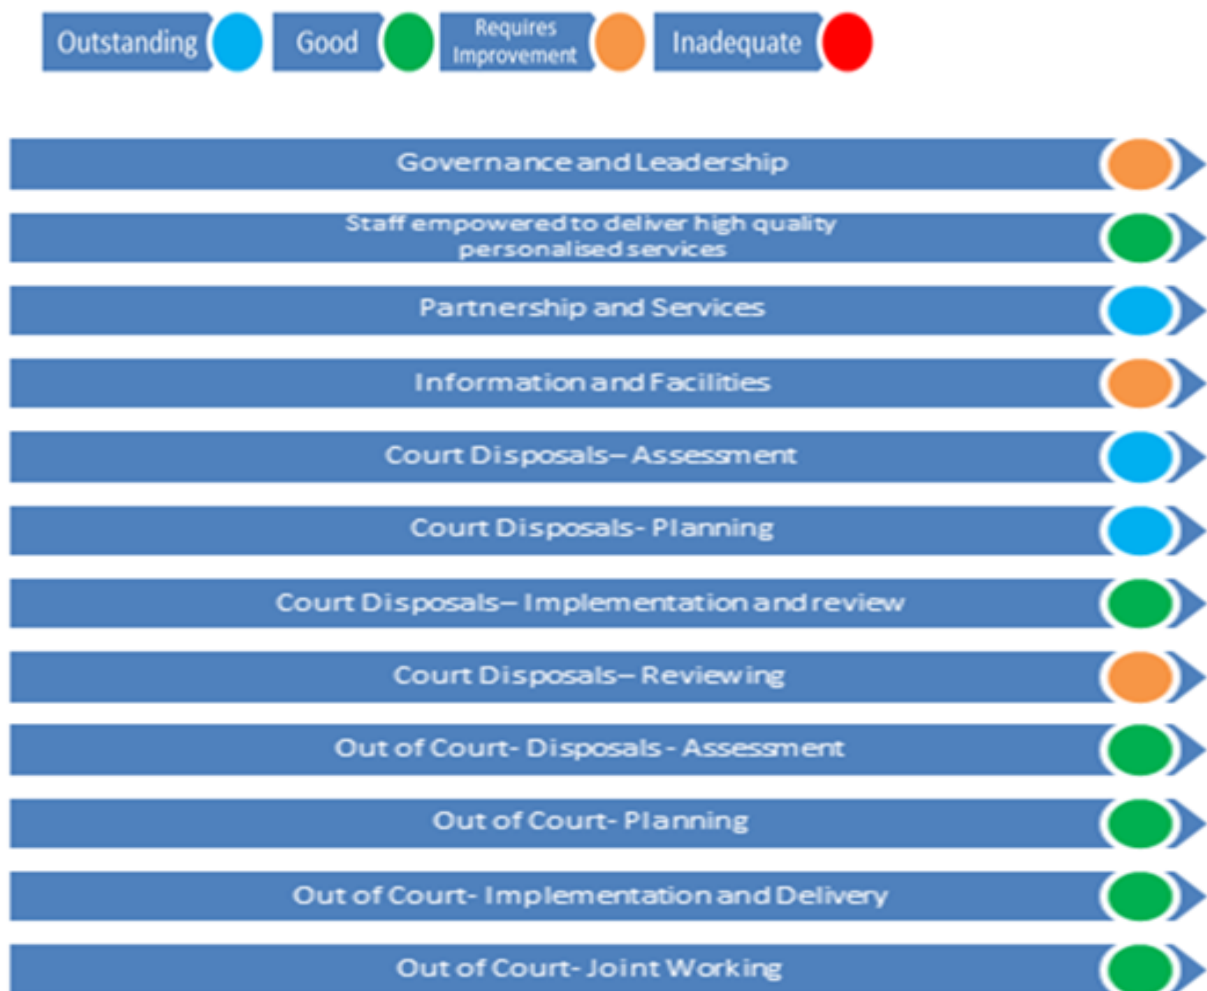 Outstanding
Good
Requires
Improvement
Inadequate
Governance and Leadership
Staff empowered to deliver high quality
personalised services
Partnership and Services
Information and Facilities
Court Disposals– Assessment
Court Disposals- Planning
Court Disposals– Implementation and review
Court Disposals– Reviewing
Out of Court- Disposals - Assessment
Out of Court- Planning
Out of Court- Implementation and Delivery
Out of Court- Joint Working